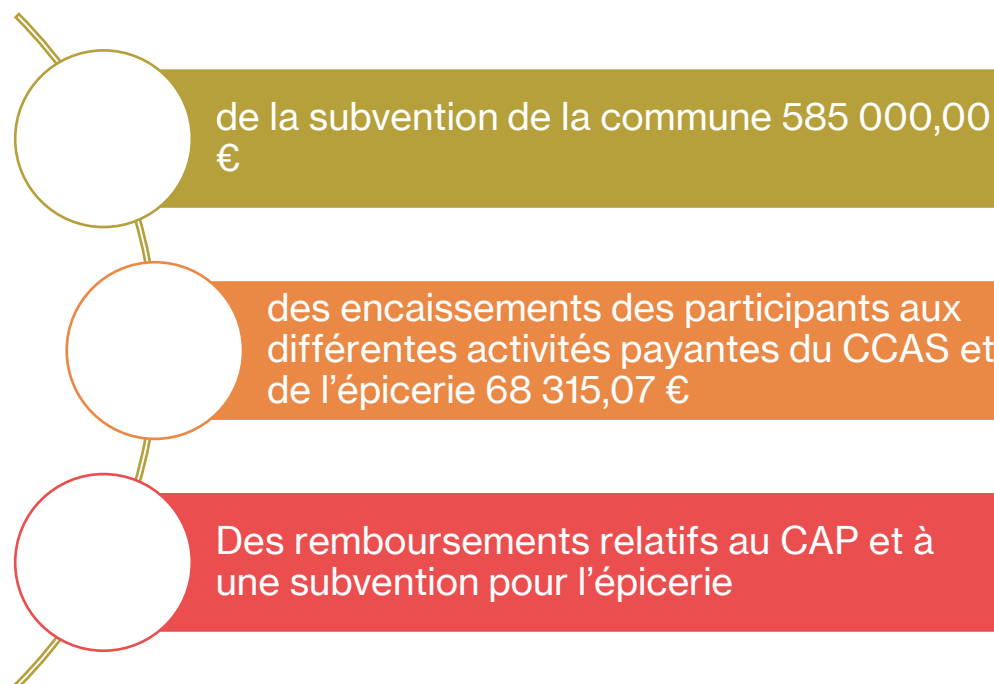 de la subvention de la commune 585 000,00
€
des encaissements des participants aux
différentes activités payantes du CCAS et
de l’épicerie 68 315,07 €
Des remboursements relatifs au CAP et à
une subvention pour l’épicerie